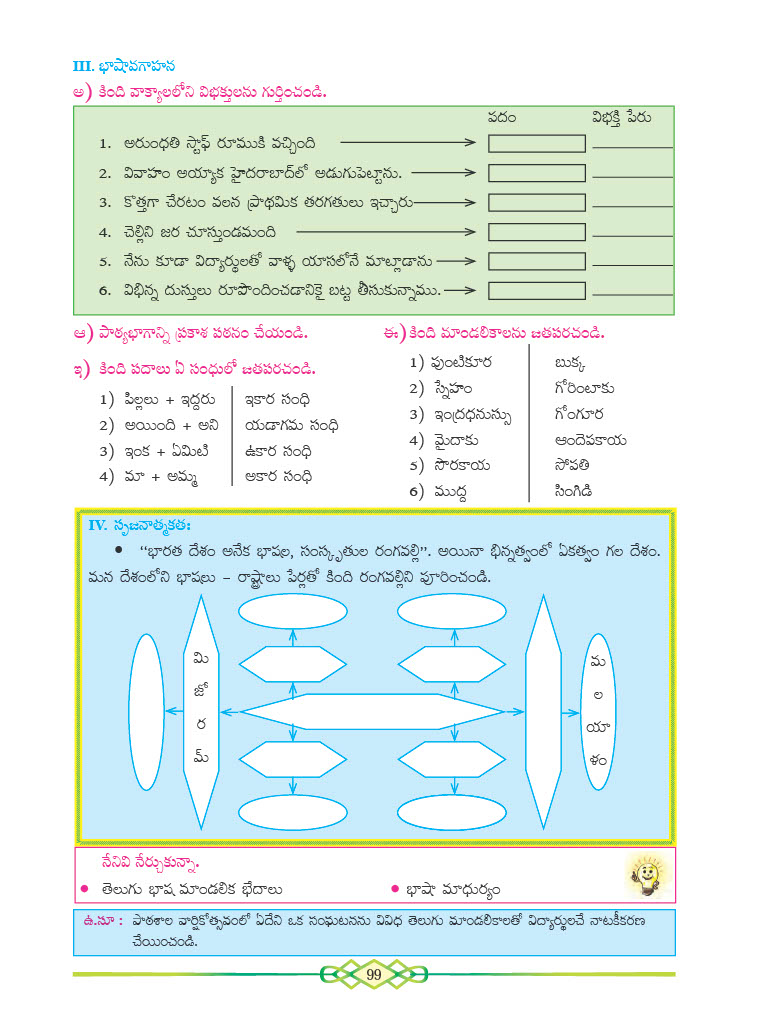 III. భాషావగాహన
అ) కింది వాక్యాలలోని విభక్తులను గుర్తించండి.
పదం విభక్తి పేరు
1. అరుంధతి స్టాఫ్ రూముకి వచ్చింది
2. వివాహం అయ్యాక హైదరాబాద్‌లో అడుగుపెట్టాను.
3. కొత్తగా చేరటం వలన ప్రాథమిక తరగతులు ఇచ్చారు
4. చెల్లిని జర చూస్తుండమంది
5. నేను కూడా విద్యార్థులతో వాళ్ళ యాసలోనే మాట్లాడాను
6. విభిన్న దుస్తులు రూపొందించడానికై బట్ట తీసుకున్నాము.
ఆ) పాఠ్యభాగాన్ని ప్రకాశ పఠనం చేయండి.
ఇ) కింది పదాలు ఏ సంధులో జతపరచండి.
1) పిల్లలు + ఇద్దరు ఇకార సంధి
2) అయింది + అని యడాగమ సంధి
3) ఇంక + ఏమిటి ఉకార సంధి
4) మా + అమ్మ అకార సంధి
ఈ) కింది మాండలికాలను జతపరచండి.
1) పుంటికూర బుక్క
2) స్నేహం గోరింటాకు
3) ఇంద్రధనుస్సు గోంగూర
4) మైదాకు ఆందెపకాయ
5) సొరకాయ సోపతి
6) ముద్ద సింగిడి
IV. సృజనాత్మకత:
• “భారత దేశం అనేక భాషల, సంస్కృతుల రంగవల్లి”. అయినా భిన్నత్వంలో ఏకత్వం గల దేశం.
మన దేశంలోని భాషలు – రాష్ట్రాలు పేర్లతో కింది రంగవల్లిని పూరించండి.
మి
జో
ర
మ్
మ
ల
యా
ళం
నేనివి నేర్చుకున్నా.
• తెలుగు భాష మాండలిక భేదాలు • భాషా మాధుర్యం
ఉ.సూ : పాఠశాల వార్షికోత్సవంలో ఏదేని ఒక సంఘటనను వివిధ తెలుగు మాండలికాలతో విద్యార్థులచే నాటకీకరణ
చేయించండి.
99